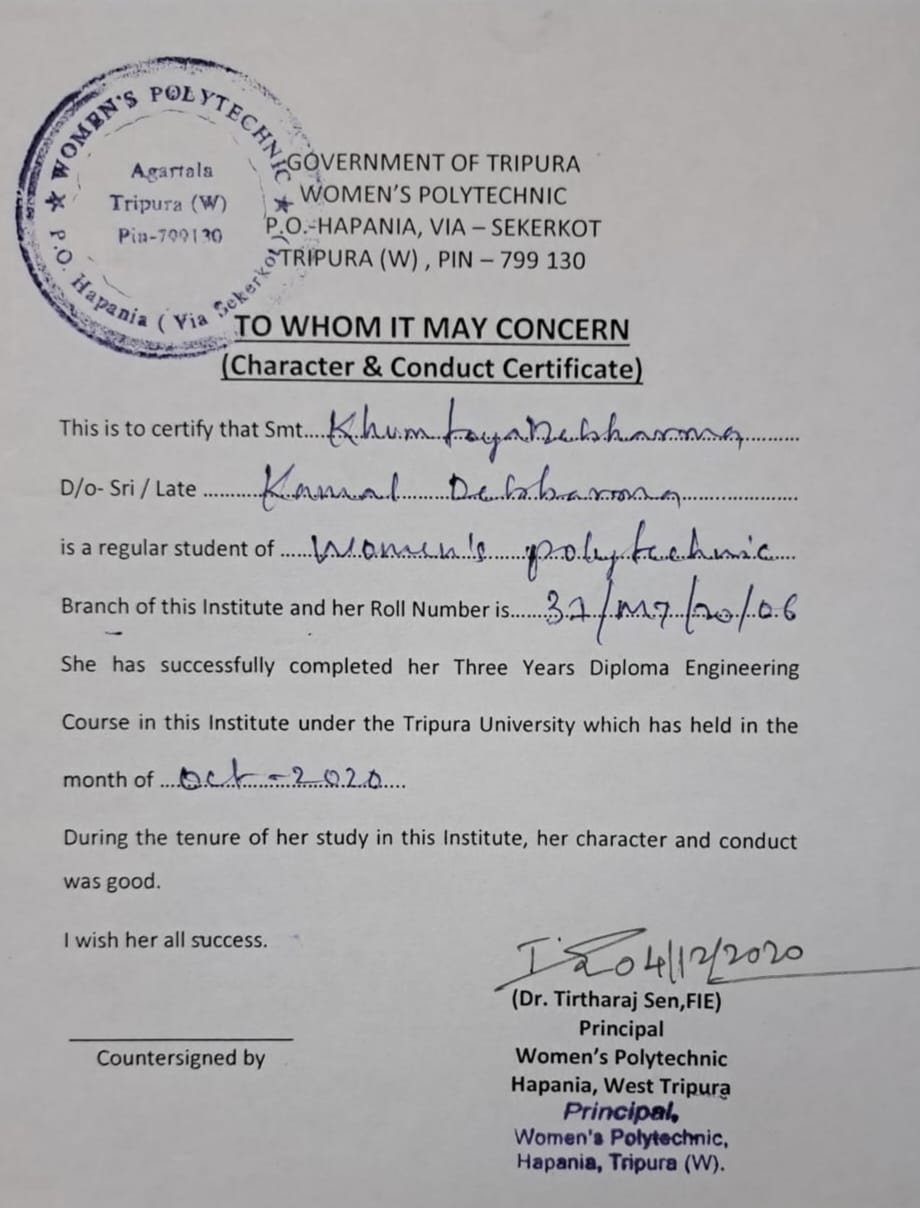 ★ WOMEN'S POLYTECHNIC ★
P.O. Hapania ( Via Sekerkot)
Agartala
Tripura (W)
Pin-799130
GOVERNMENT OF TRIPURA
WOMEN'S POLYTECHNIC
P.O.-HAPANIA, VIA – SEKERKOT
TRIPURA (W) , PIN – 799 130
TO WHOM IT MAY CONCERN
(Character & Conduct Certificate)
This is to certify that Smt....Khumtoya Debbarma..........
D/o- Sri / Late ..........Kamal Debbarma......................
is a regular student of ......Women's polytechnic....
Branch of this Institute and her Roll Number is......31/M7/20/06
She has successfully completed her Three Years Diploma Engineering
Course in this Institute under the Tripura University which has held in the
month of ....Oct-2020....
During the tenure of her study in this Institute, her character and conduct
was good.
I wish her all success.
04/12/2020
(Dr. Tirtharaj Sen,FIE)
Principal
Women's Polytechnic
Hapania, West Tripura
Principal,
Women's Polytechnic,
Hapania, Tripura (W).
Countersigned by